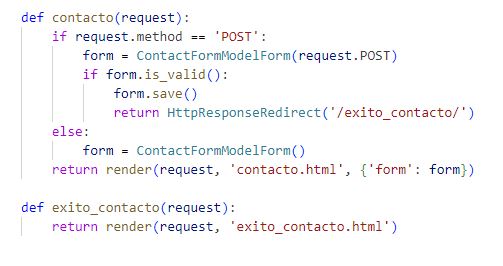 def contacto(request):
    if request.method == 'POST':
        form = ContactFormModelForm(request.POST)
        if form.is_valid():
            form.save()
            return HttpResponseRedirect('/exito_contacto/')
    else:
        form = ContactFormModelForm()
    return render(request, 'contacto.html', {'form': form})

def exito_contacto(request):
    return render(request, 'exito_contacto.html')